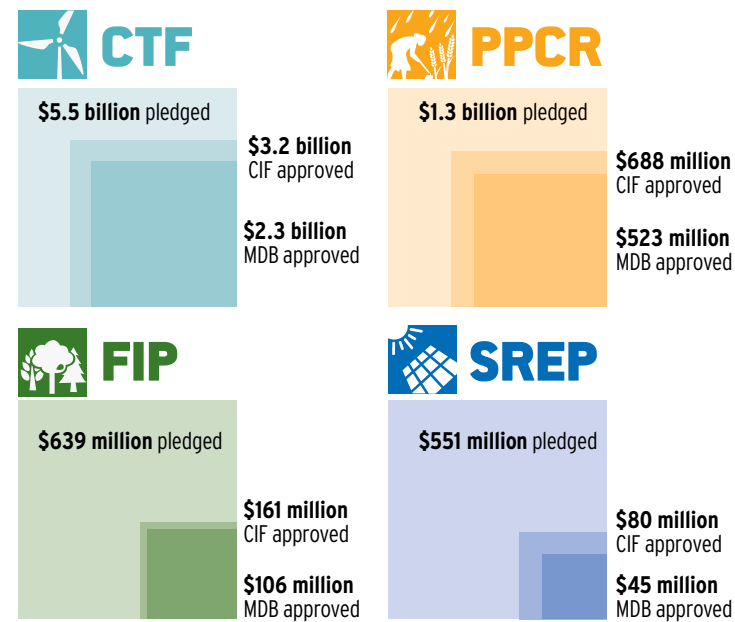 CTF
$5.5 billion pledged
$3.2 billion
CIF approved
$2.3 billion
MDB approved
PPCR
$1.3 billion pledged
$688 million
CIF approved
$523 million
MDB approved
FIP
$639 million pledged
$161 million
CIF approved
$106 million
MDB approved
SREP
$551 million pledged
$80 million
CIF approved
$45 million
MDB approved